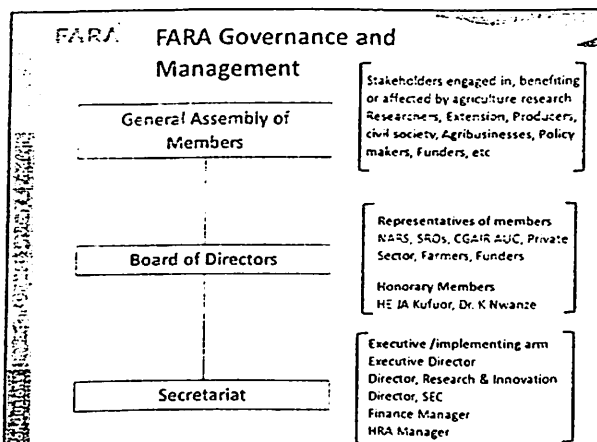 FARA
FARA Governance and
Management
General Assembly of
Members
Stakeholders engaged in, benefiting
or affected by agriculture research
Researchers, Extension, Producers,
civil society, Agribusinesses, Policy
makers, Funders, etc
Board of Directors
Representatives of members
NARS, SROs, CGAIR AUC, Private
Sector, Farmers, Funders
Honorary Members
HE JA Kufuor, Dr. K Nwanze
Secretariat
Executive /implementing arm
Executive Director
Director, Research & Innovation
Director, SEC
Finance Manager
HRA Manager